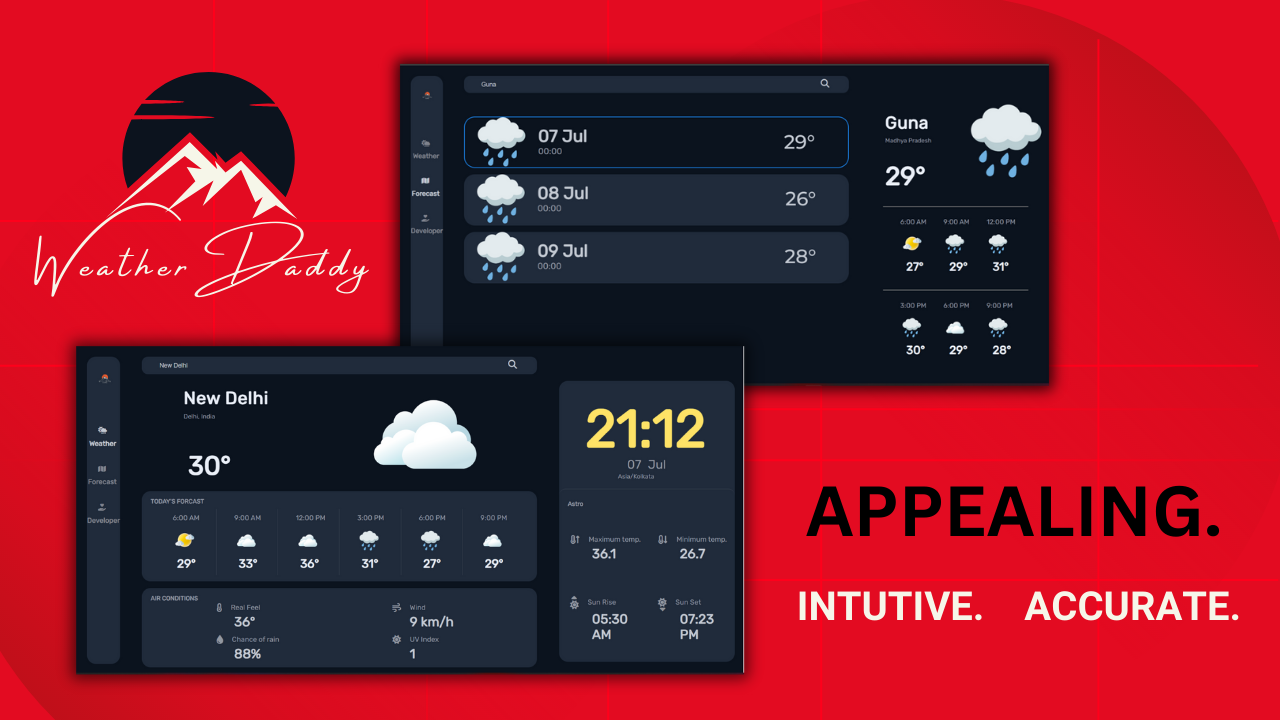 Weather Daddy
Guna
Weather
Forecast
Developer
07 Jul
00:00
29°
08 Jul
00:00
26°
09 Jul
00:00
28°
Guna
Madhya Pradesh
29°
6:00 AM 9:00 AM 12:00 PM
27° 29° 31°
3:00 PM 6:00 PM 9:00 PM
30° 29° 28°
New Delhi
Weather
Forecast
Developer
New Delhi
Delhi, India
30°
TODAY'S FORCAST
6:00 AM 9:00 AM 12:00 PM 3:00 PM 6:00 PM 9:00 PM
29° 33° 36° 31° 27° 29°
AIR CONDITIONS
Real Feel
36°
Wind
9 km/h
Chance of rain
88%
UV Index
1
21:12
07 Jul
Asia/Kolkata
Astro
Maximum temp.
36.1
Minimum temp.
26.7
Sun Rise
05:30
AM
Sun Set
07:23
PM
APPEALING.
INTUTIVE. ACCURATE.